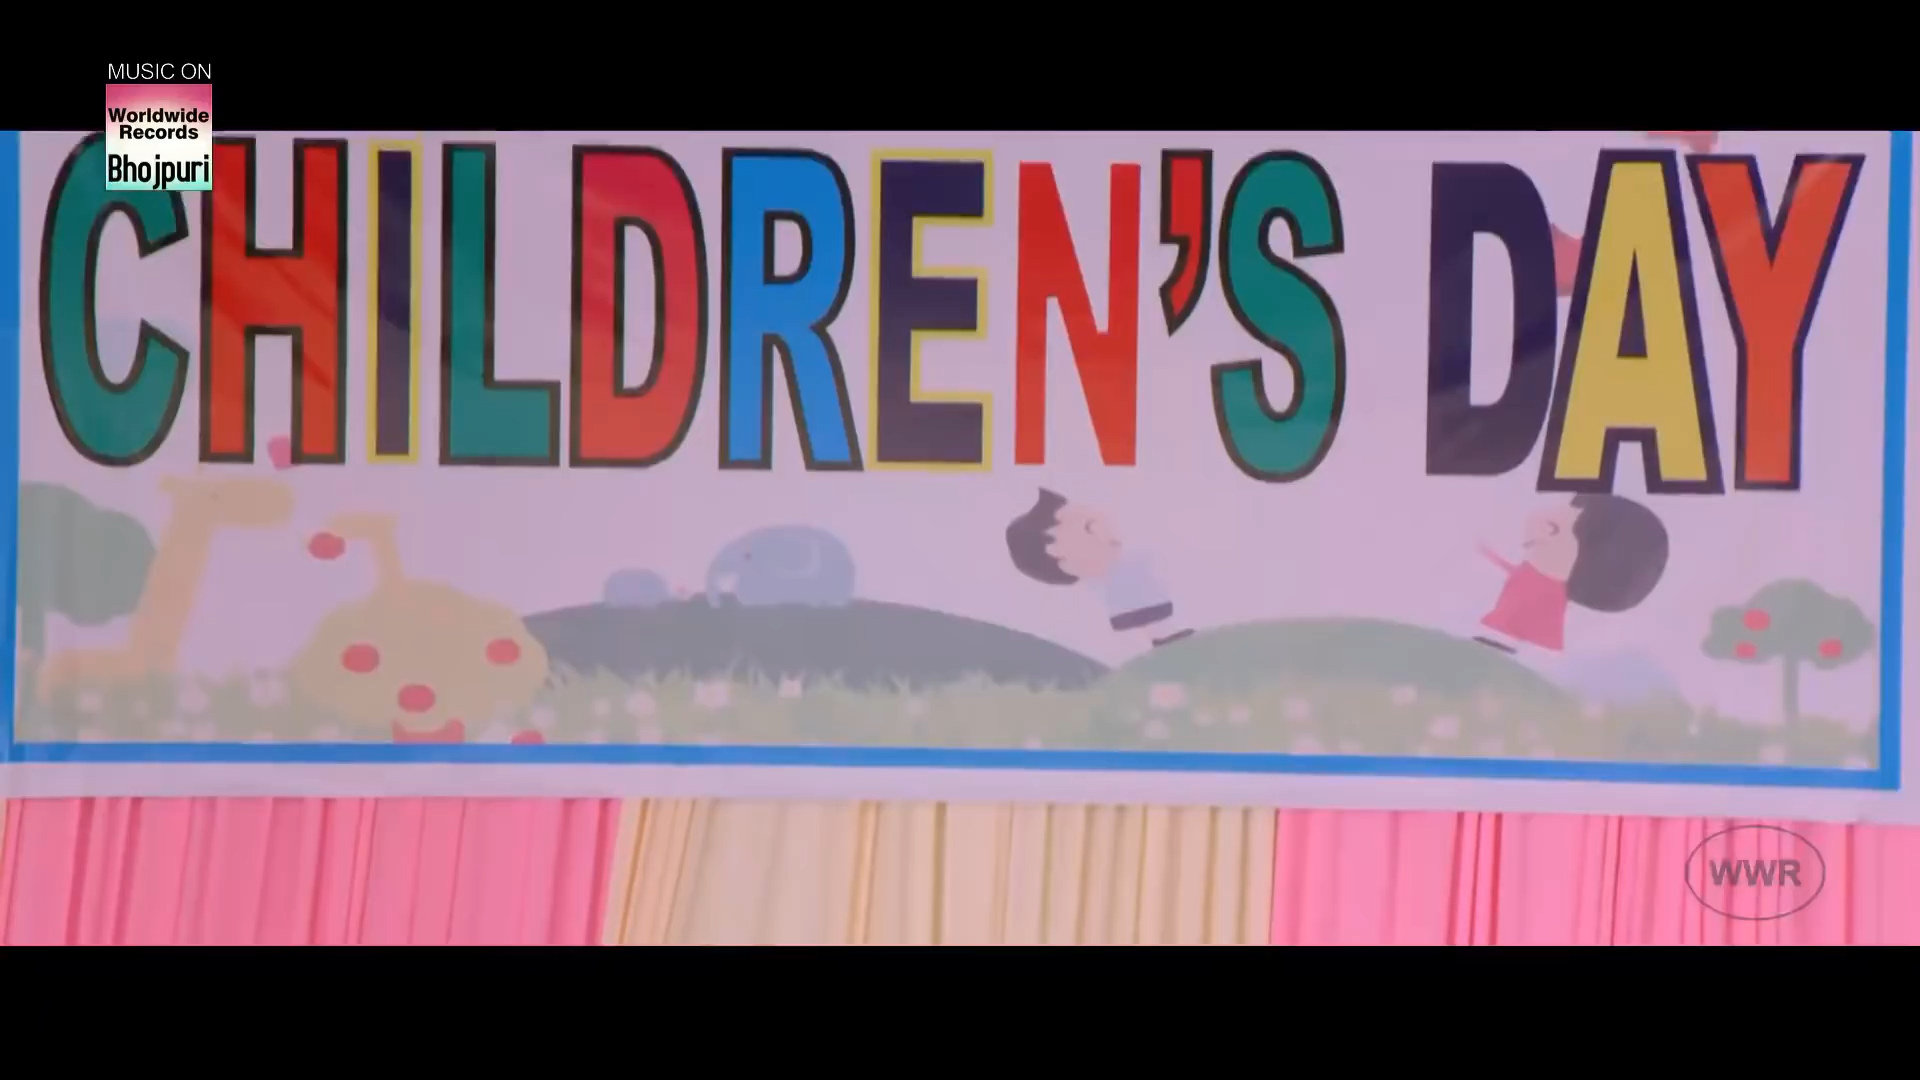 MUSIC ON
Worldwide
Records
Bhojpuri
CHILDREN'S DAY
WWR